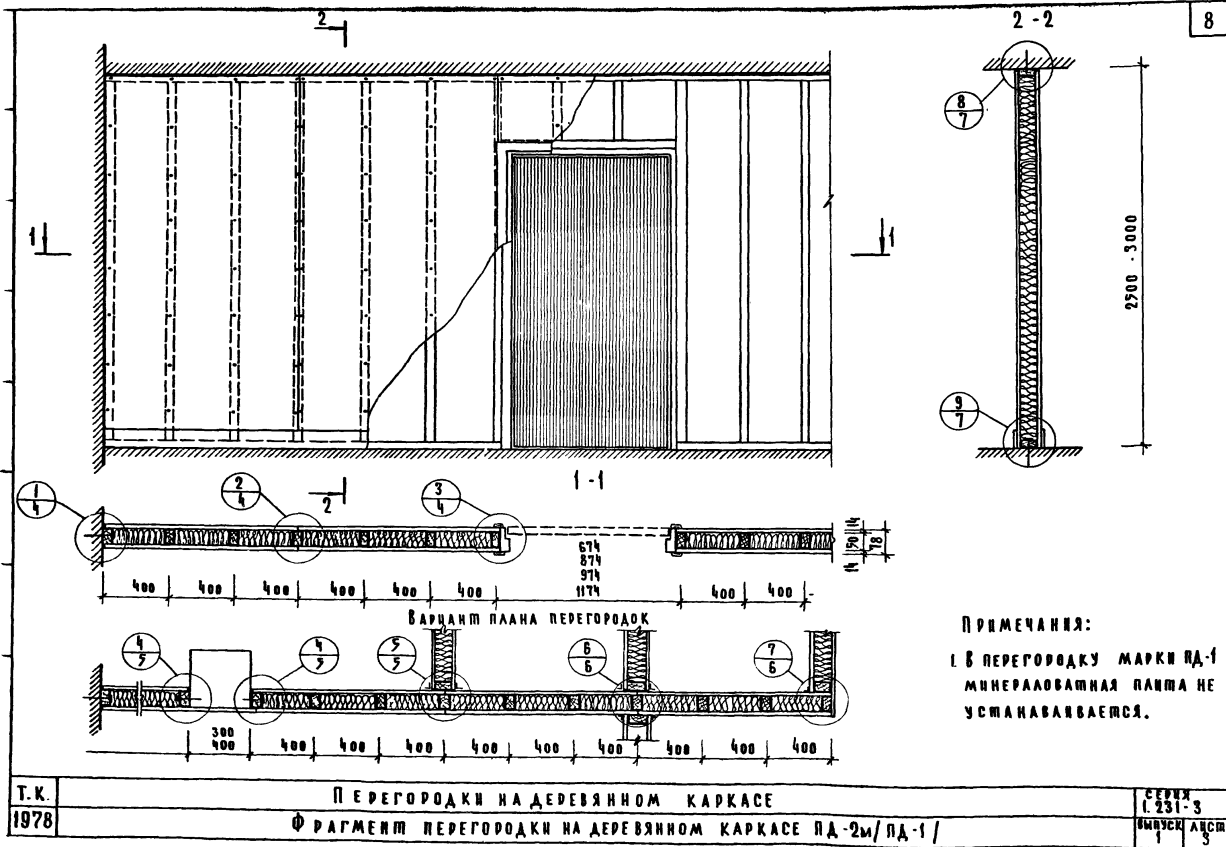 8
2
2 - 2
8
7
1
1
2500 - 3000
9
7
2
1 - 1
1
4
2
4
3
4
674
874
974
1174
14 50 14
78
400 400 400 400 400 400 400 400
ВАРИАНТ ПЛАНА ПЕРЕГОРОДОК
4
5
4
5
5
5
6
6
7
6
300
400
400 400 400 400 400 400 400 400 400
ПРИМЕЧАНИЯ:
1. В ПЕРЕГОРОДКУ МАРКИ ПД-1
МИНЕРАЛОВАТНАЯ ПЛИТА НЕ
УСТАНАВЛИВАЕТСЯ.
Т.К.
1978
ПЕРЕГОРОДКИ НА ДЕРЕВЯННОМ КАРКАСЕ
ФРАГМЕНТ ПЕРЕГОРОДКИ НА ДЕРЕВЯННОМ КАРКАСЕ ПД-2м/ПД-1/
СЕРИЯ
1.231-3
ВЫПУСК ЛИСТ
1 3